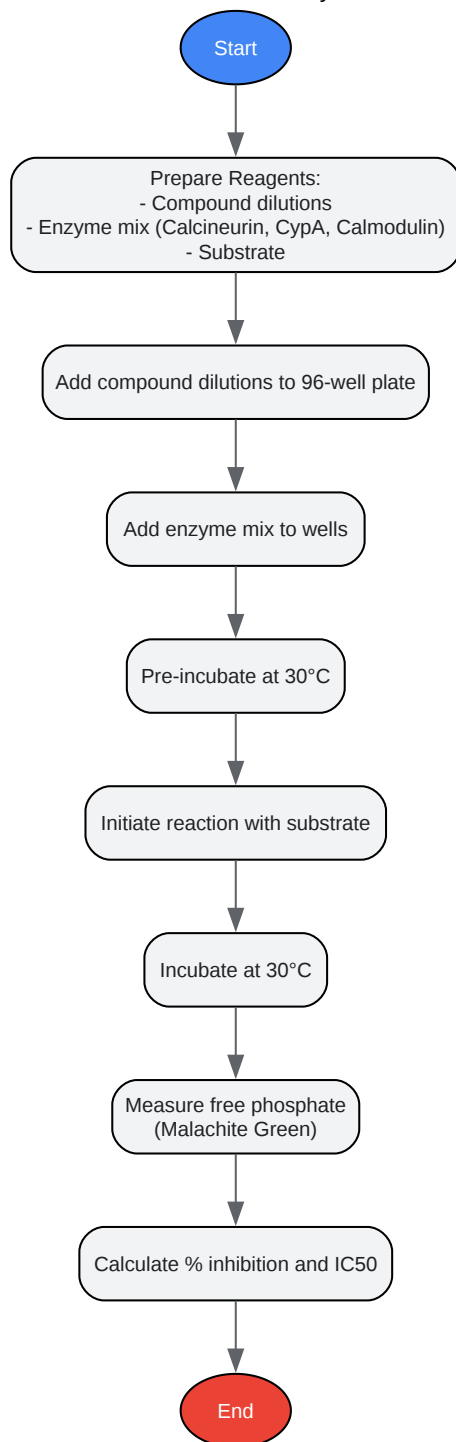 Start
Prepare Reagents:
- Compound dilutions
- Enzyme mix (Calcineurin, CypA, Calmodulin)
- Substrate
Add compound dilutions to 96-well plate
Add enzyme mix to wells
Pre-incubate at 30°C
Initiate reaction with substrate
Incubate at 30°C
Measure free phosphate
(Malachite Green)
Calculate % inhibition and IC50
End